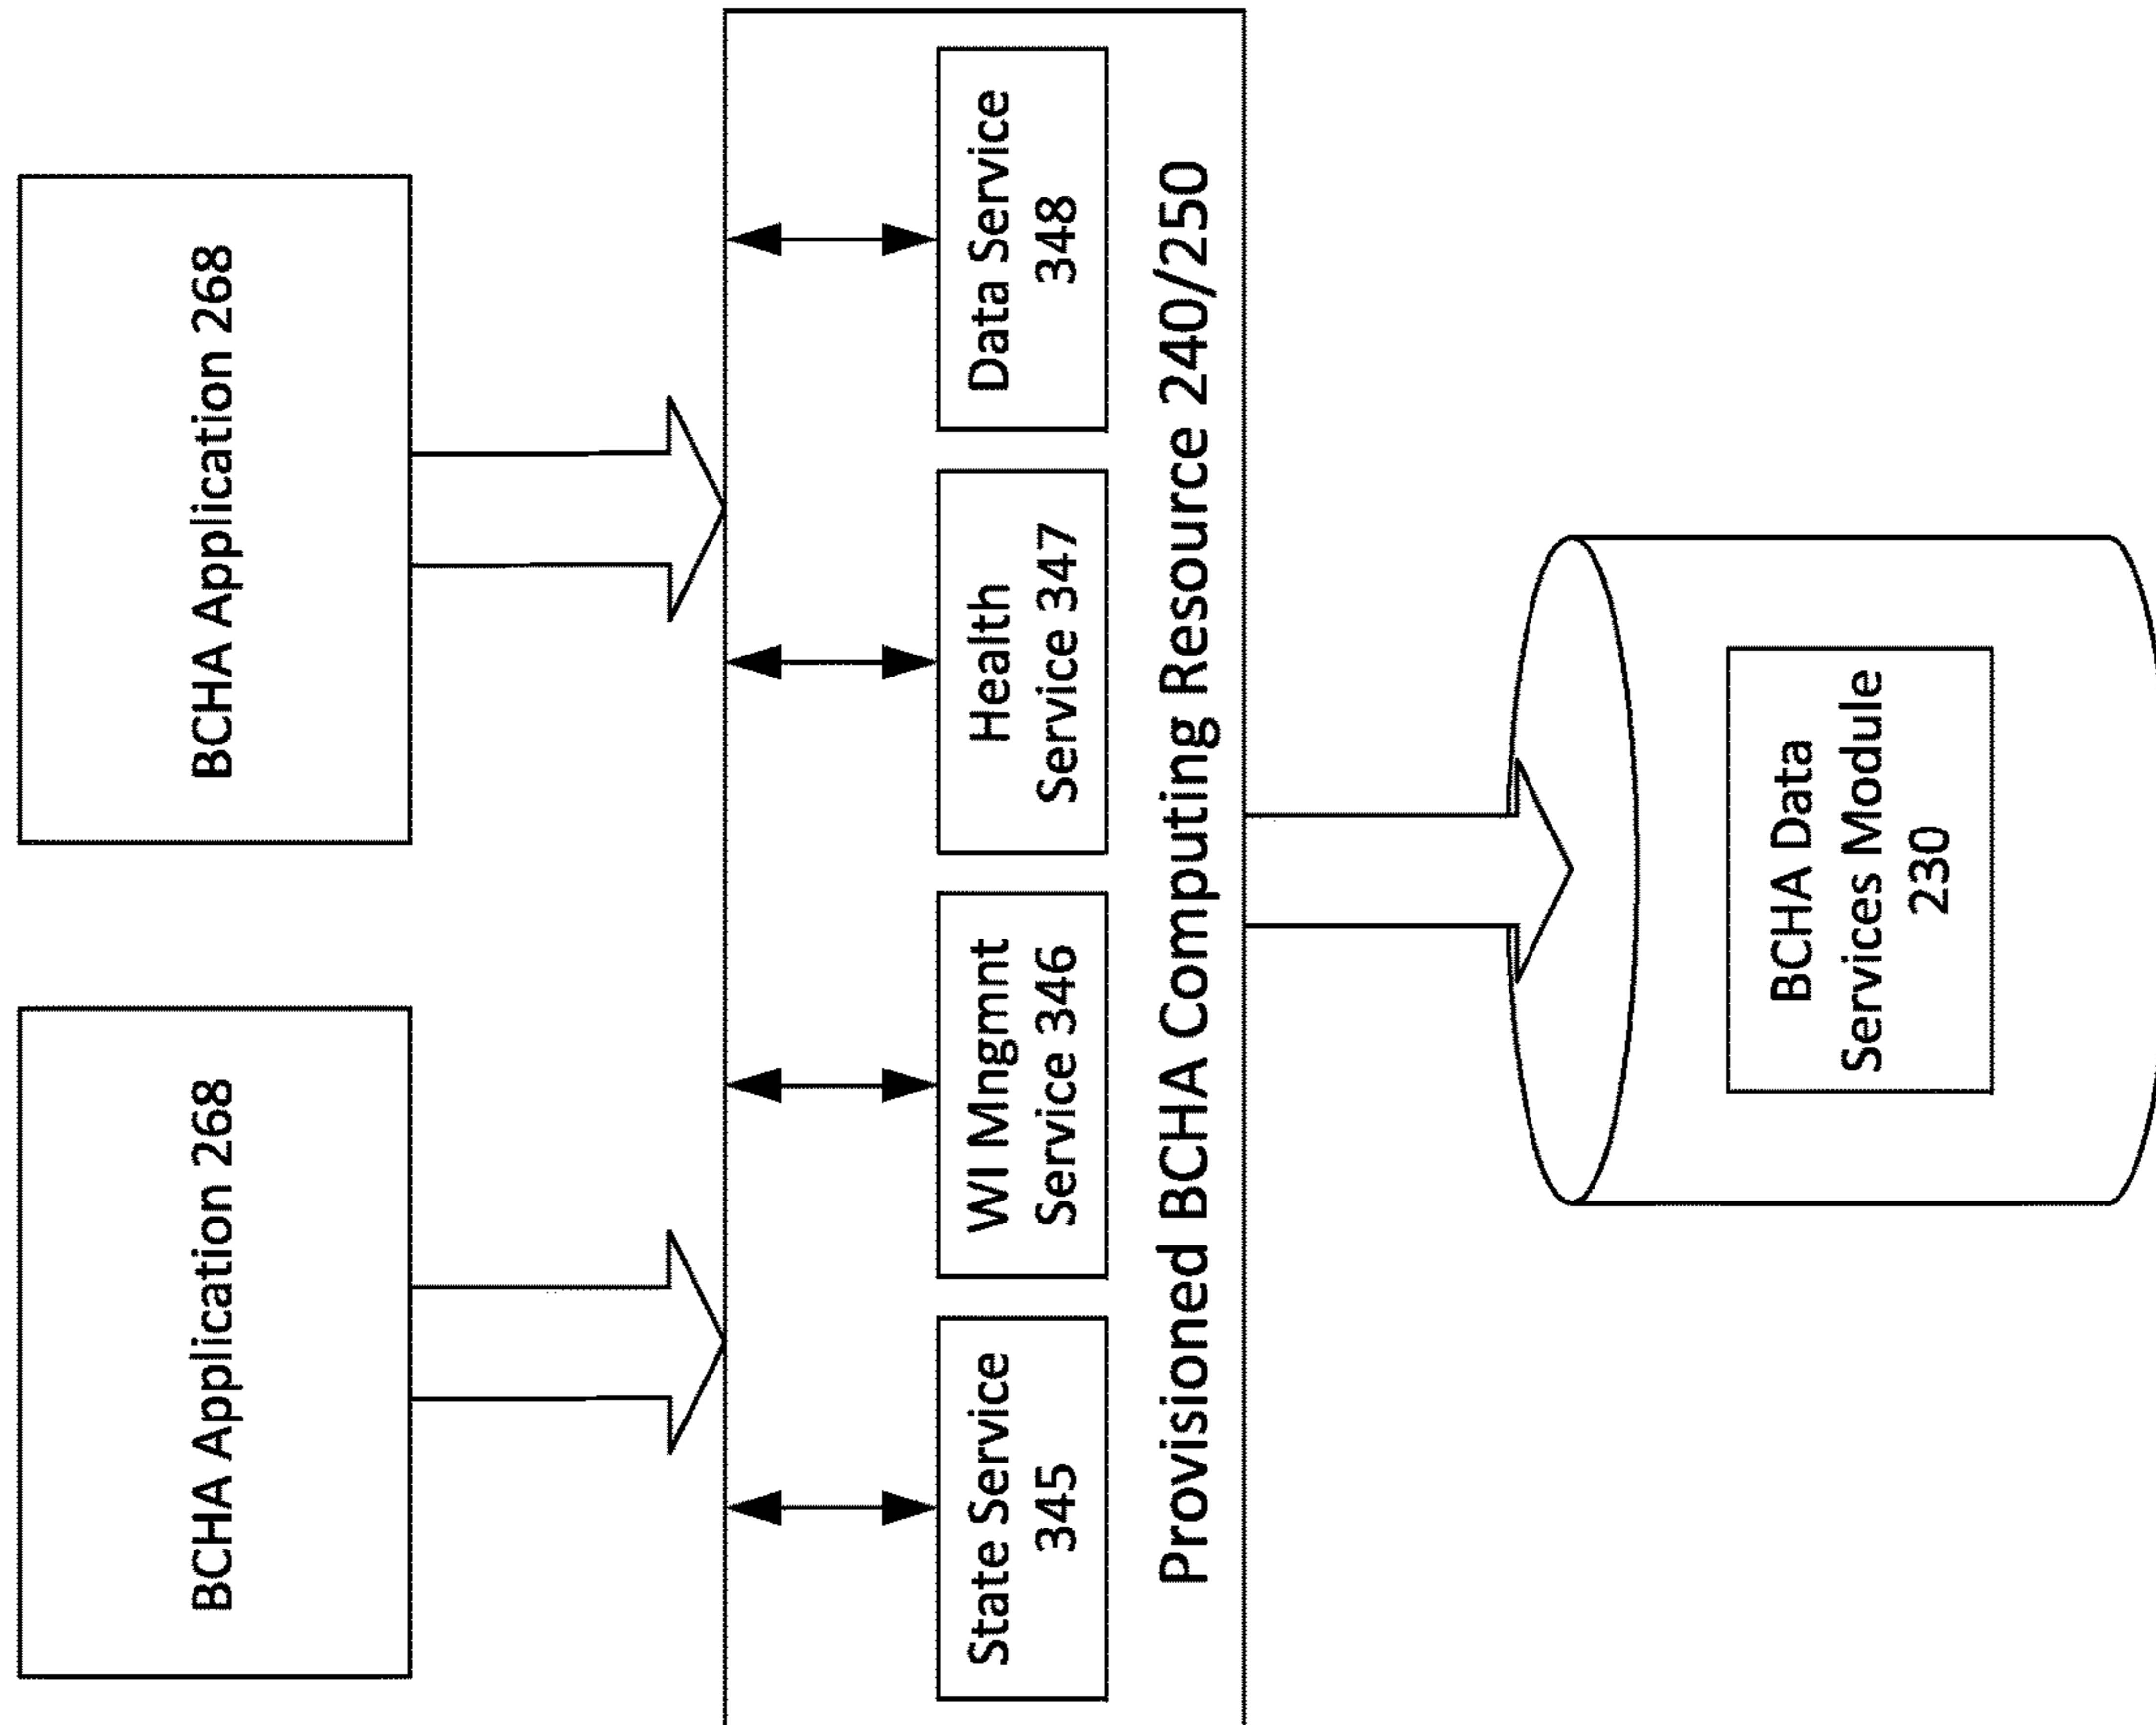 BCHA Application 268
BCHA Application 268
State Service
345
WI Mngmnt
Service 346
Health
Service 347
Data Service
348
Provisioned BCHA Computing Resource 240/250
BCHA Data
Services Module
230